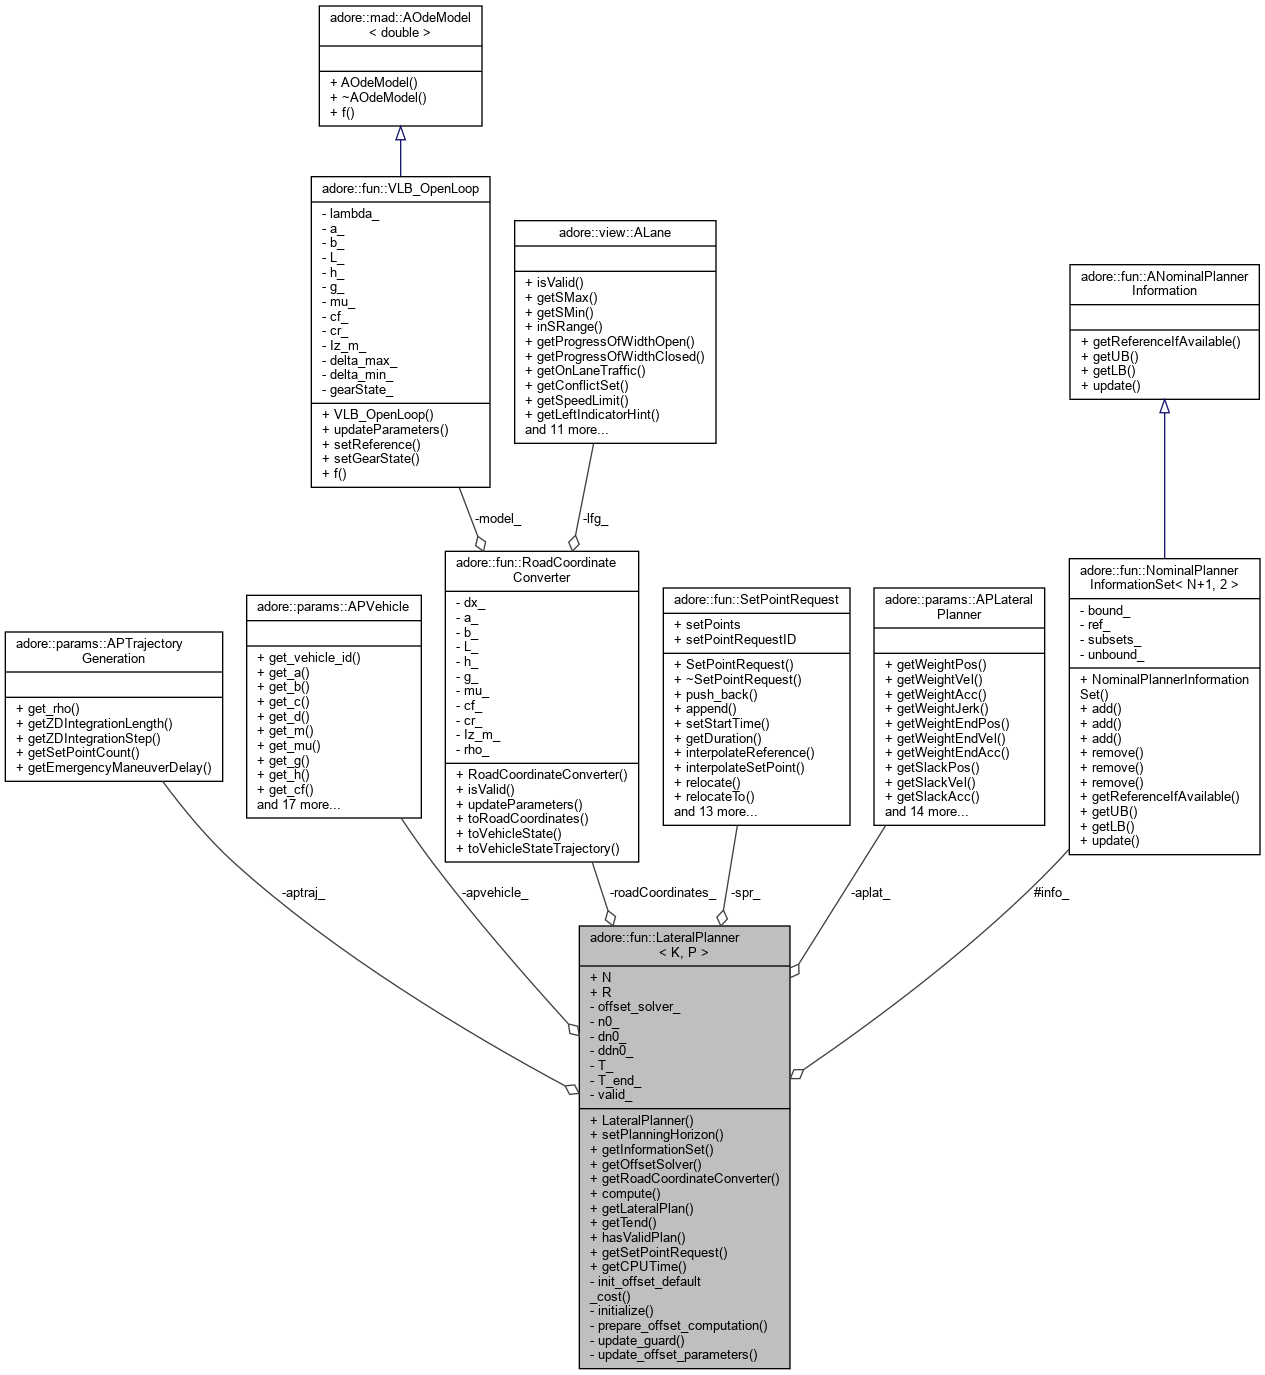 adore::mad::AOdeModel
< double >
+ AOdeModel()
+ ~AOdeModel()
+ f()
adore::fun::VLB_OpenLoop
- lambda_
- a_
- b_
- L_
- h_
- g_
- mu_
- cf_
- cr_
- Iz_m_
- delta_max_
- delta_min_
- gearState_
+ VLB_OpenLoop()
+ updateParameters()
+ setReference()
+ setGearState()
+ f()
adore::view::ALane
+ isValid()
+ getSMax()
+ getSMin()
+ inSRange()
+ getProgressOfWidthOpen()
+ getProgressOfWidthClosed()
+ getOnLaneTraffic()
+ getConflictSet()
+ getSpeedLimit()
+ getLeftIndicatorHint()
and 11 more...
adore::fun::ANominalPlanner
Information
+ getReferenceIfAvailable()
+ getUB()
+ getLB()
+ update()
-model_
-lfg_
adore::params::APTrajectory
Generation
+ get_rho()
+ getZDIntegrationLength()
+ getZDIntegrationStep()
+ getSetPointCount()
+ getEmergencyManeuverDelay()
adore::params::APVehicle
+ get_vehicle_id()
+ get_a()
+ get_b()
+ get_c()
+ get_d()
+ get_m()
+ get_mu()
+ get_g()
+ get_h()
+ get_cf()
and 17 more...
adore::fun::RoadCoordinate
Converter
- dx_
- a_
- b_
- L_
- h_
- g_
- mu_
- cf_
- cr_
- Iz_m_
- rho_
+ RoadCoordinateConverter()
+ isValid()
+ updateParameters()
+ toRoadCoordinates()
+ toVehicleState()
+ toVehicleStateTrajectory()
adore::fun::SetPointRequest
+ setPoints
+ setPointRequestID
+ SetPointRequest()
+ ~SetPointRequest()
+ push_back()
+ append()
+ setStartTime()
+ getDuration()
+ interpolateReference()
+ interpolateSetPoint()
+ relocate()
+ relocateTo()
and 13 more...
adore::params::APLateral
Planner
+ getWeightPos()
+ getWeightVel()
+ getWeightAcc()
+ getWeightJerk()
+ getWeightEndPos()
+ getWeightEndVel()
+ getWeightEndAcc()
+ getSlackPos()
+ getSlackVel()
+ getSlackAcc()
and 14 more...
adore::fun::NominalPlanner
InformationSet< N+1, 2 >
- bound_
- ref_
- subsets_
- unbound_
+ NominalPlannerInformation
Set()
+ add()
+ add()
+ add()
+ remove()
+ remove()
+ remove()
+ getReferenceIfAvailable()
+ getUB()
+ getLB()
+ update()
-aptraj_
-apvehicle_
-roadCoordinates_
-spr_
-aplat_
#info_
adore::fun::LateralPlanner
< K, P >
+ N
+ R
- offset_solver_
- n0_
- dn0_
- ddn0_
- T_
- T_end_
- valid_
+ LateralPlanner()
+ setPlanningHorizon()
+ getInformationSet()
+ getOffsetSolver()
+ getRoadCoordinateConverter()
+ compute()
+ getLateralPlan()
+ getTend()
+ hasValidPlan()
+ getSetPointRequest()
+ getCPUTime()
- init_offset_default
_cost()
- initialize()
- prepare_offset_computation()
- update_guard()
- update_offset_parameters()